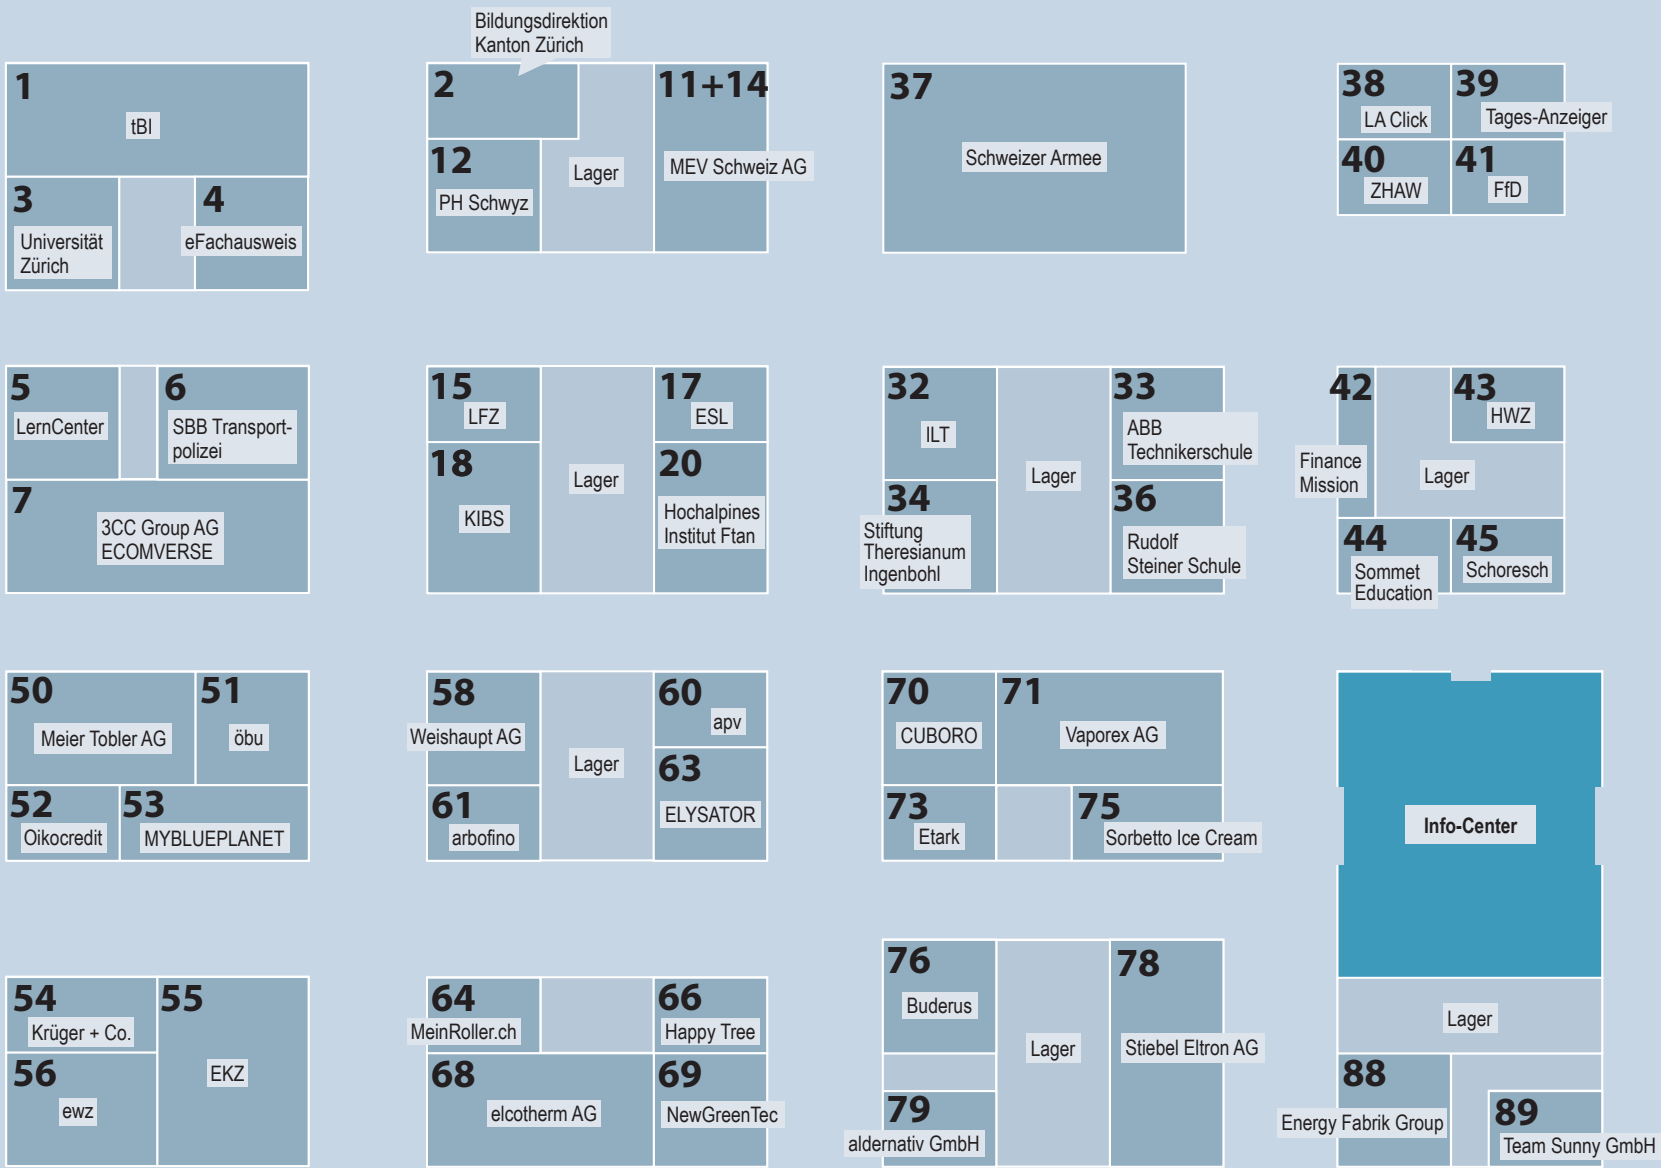 Bildungsdirektion
Kanton Zürich
1
tBI
3
Universität
Zürich
4
eFachausweis
2
12
PH Schwyz
Lager
11+14
MEV Schweiz AG
37
Schweizer Armee
38
LA Click
39
Tages-Anzeiger
40
ZHAW
41
FfD
5
LernCenter
6
SBB Transport-
polizei
7
3CC Group AG
ECOMVERSE
15
LFZ
18
KIBS
Lager
17
ESL
20
Hochalpines
Institut Ftan
32
ILT
34
Stiftung
Theresianum
Ingenbohl
Lager
33
ABB
Technikerschule
36
Rudolf
Steiner Schule
42
Finance
Mission
43
HWZ
Lager
44
Sommet
Education
45
Schoresch
50
Meier Tobler AG
51
öbu
52
Oikocredit
53
MYBLUEPLANET
58
Weishaupt AG
61
arbofino
Lager
60
apv
63
ELYSATOR
70
CUBORO
71
Vaporex AG
73
Etark
75
Sorbetto Ice Cream
Info-Center
Lager
54
Krüger + Co.
55
EKZ
56
ewz
64
MeinRoller.ch
66
Happy Tree
68
elcotherm AG
69
NewGreenTec
76
Buderus
79
aldernativ GmbH
Lager
78
Stiebel Eltron AG
88
Energy Fabrik Group
89
Team Sunny GmbH